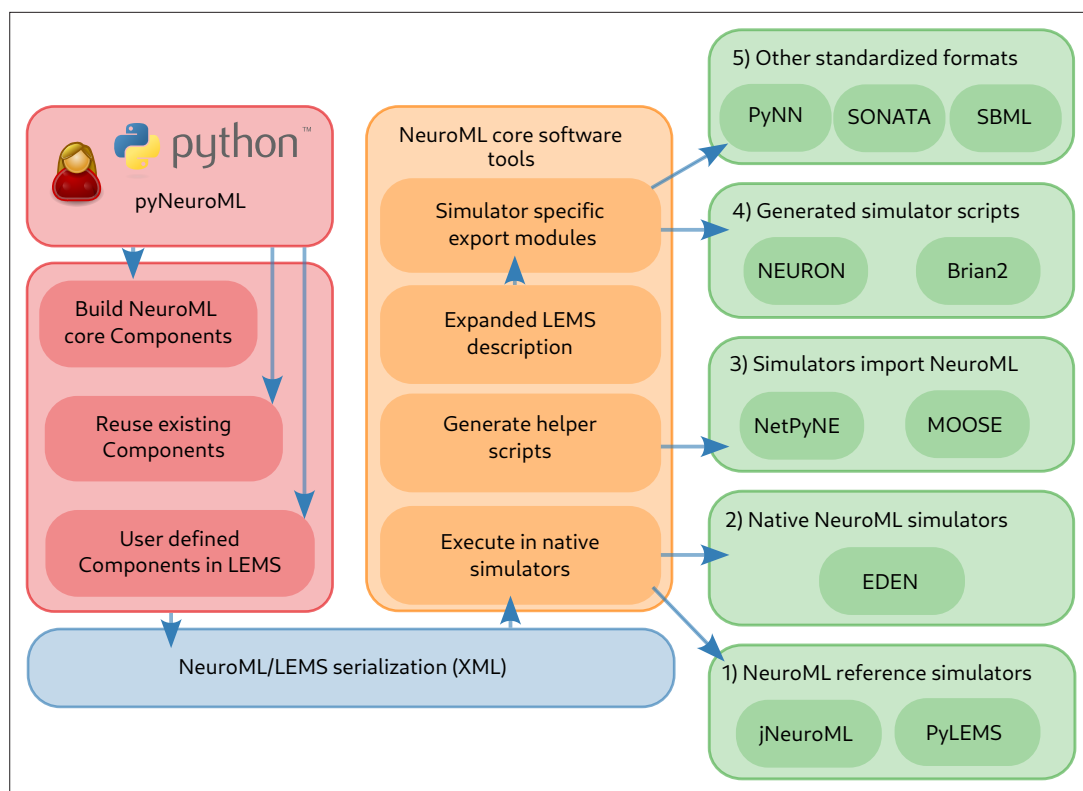 python™
pyNeuroML
Build NeuroML
core Components
Reuse existing
Components
User defined
Components in LEMS
NeuroML/LEMS serialization (XML)
NeuroML core software
tools
Simulator specific
export modules
Expanded LEMS
description
Generate helper
scripts
Execute in native
simulators
5) Other standardized formats
PyNN SONATA SBML
4) Generated simulator scripts
NEURON Brian2
3) Simulators import NeuroML
NetPyNE MOOSE
2) Native NeuroML simulators
EDEN
1) NeuroML reference simulators
jNeuroML PyLEMS